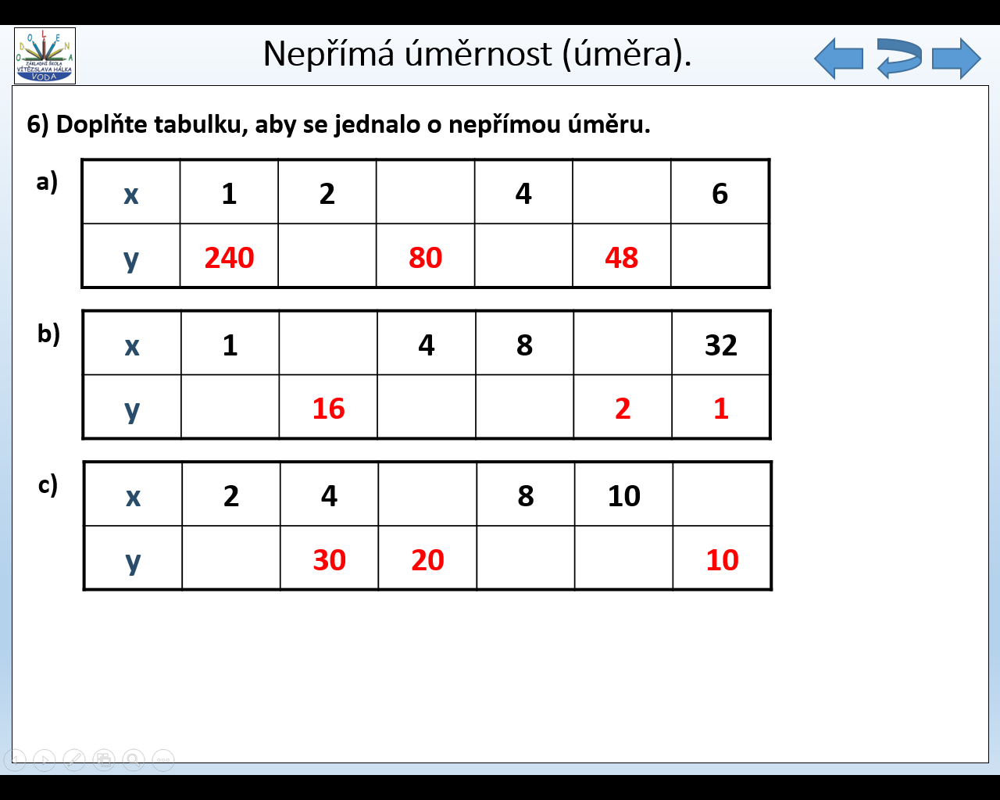 O D O L E N A
ZÁKLADNÍ ŠKOLA
VÍTĚZSLAVA HÁLKA
VODA
Nepřímá úměrnost (úměra).
6) Doplňte tabulku, aby se jednalo o nepřímou úměru.
a)
x 1 2 4 6
y 240 80 48
b)
x 1 4 8 32
y 16 2 1
c)
x 2 4 8 10
y 30 20 10